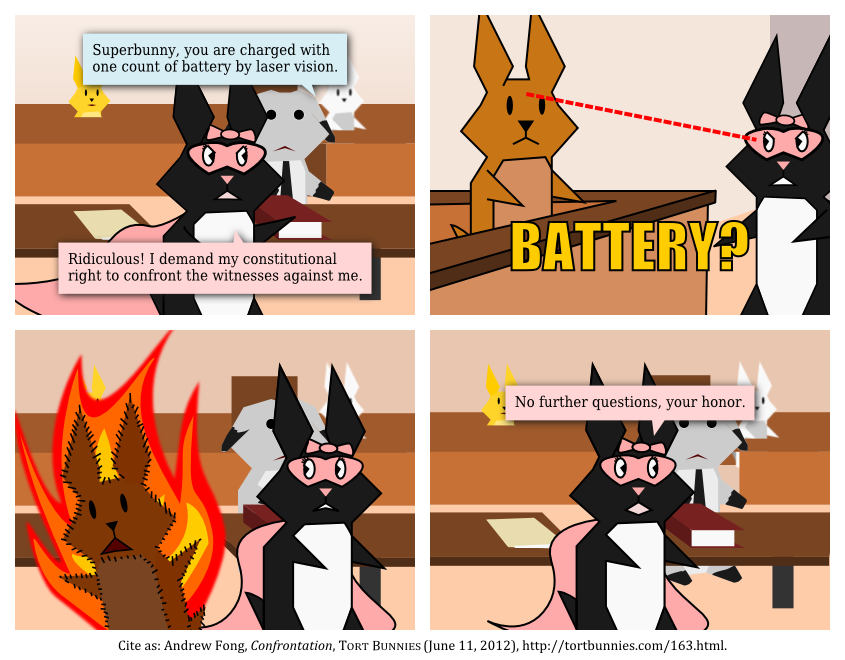 Superbunny, you are charged with
one count of battery by laser vision.
Ridiculous! I demand my constitutional
right to confront the witnesses against me.
BATTERY?
No further questions, your honor.
Cite as: Andrew Fong, Confrontation, TORT BUNNIES (June 11, 2012), http://tortbunnies.com/163.html.